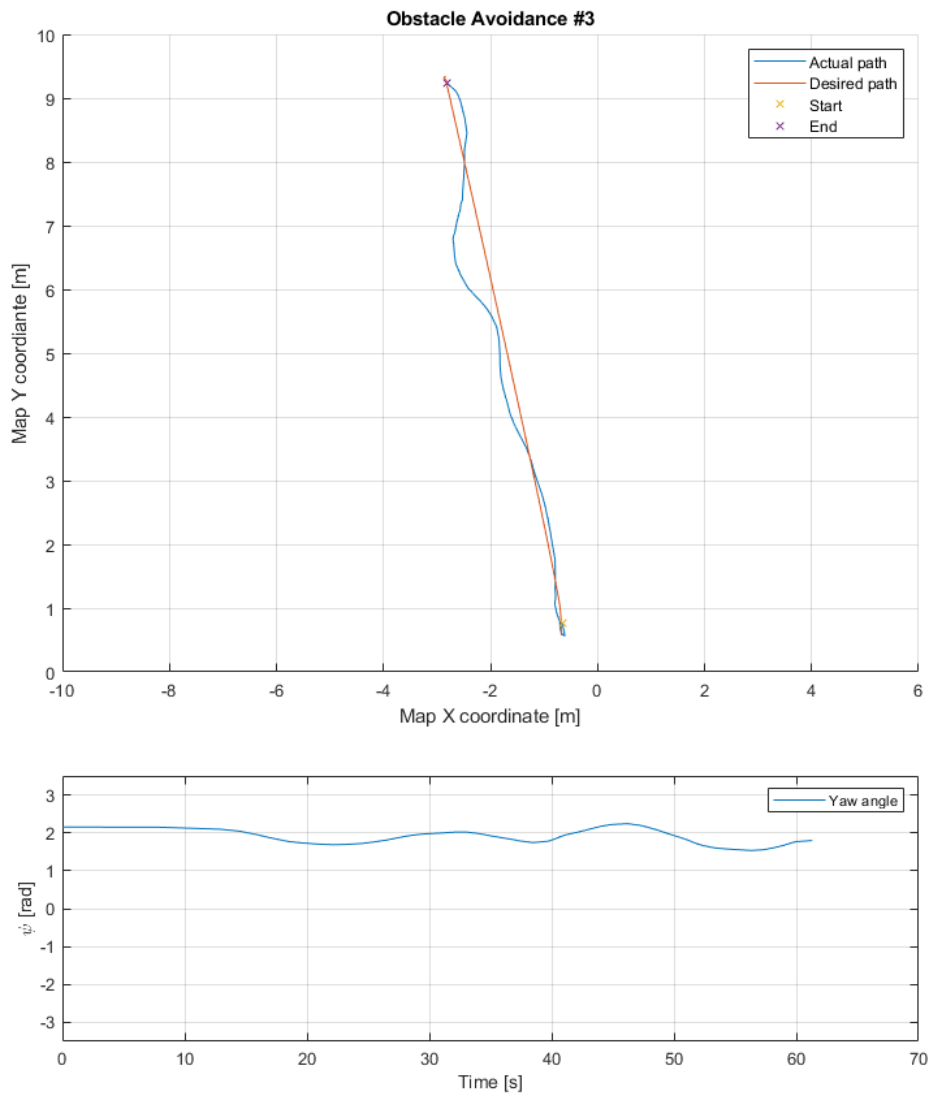 Obstacle Avoidance #3
10
9
8
7
6
5
4
3
2
1
0
Map Y coordiante [m]
Actual path
Desired path
Start
End
-10 -8 -6 -4 -2 0 2 4 6
Map X coordinate [m]
3
2
1
0
-1
-2
-3
ψ̇ [rad]
Yaw angle
0 10 20 30 40 50 60 70
Time [s]